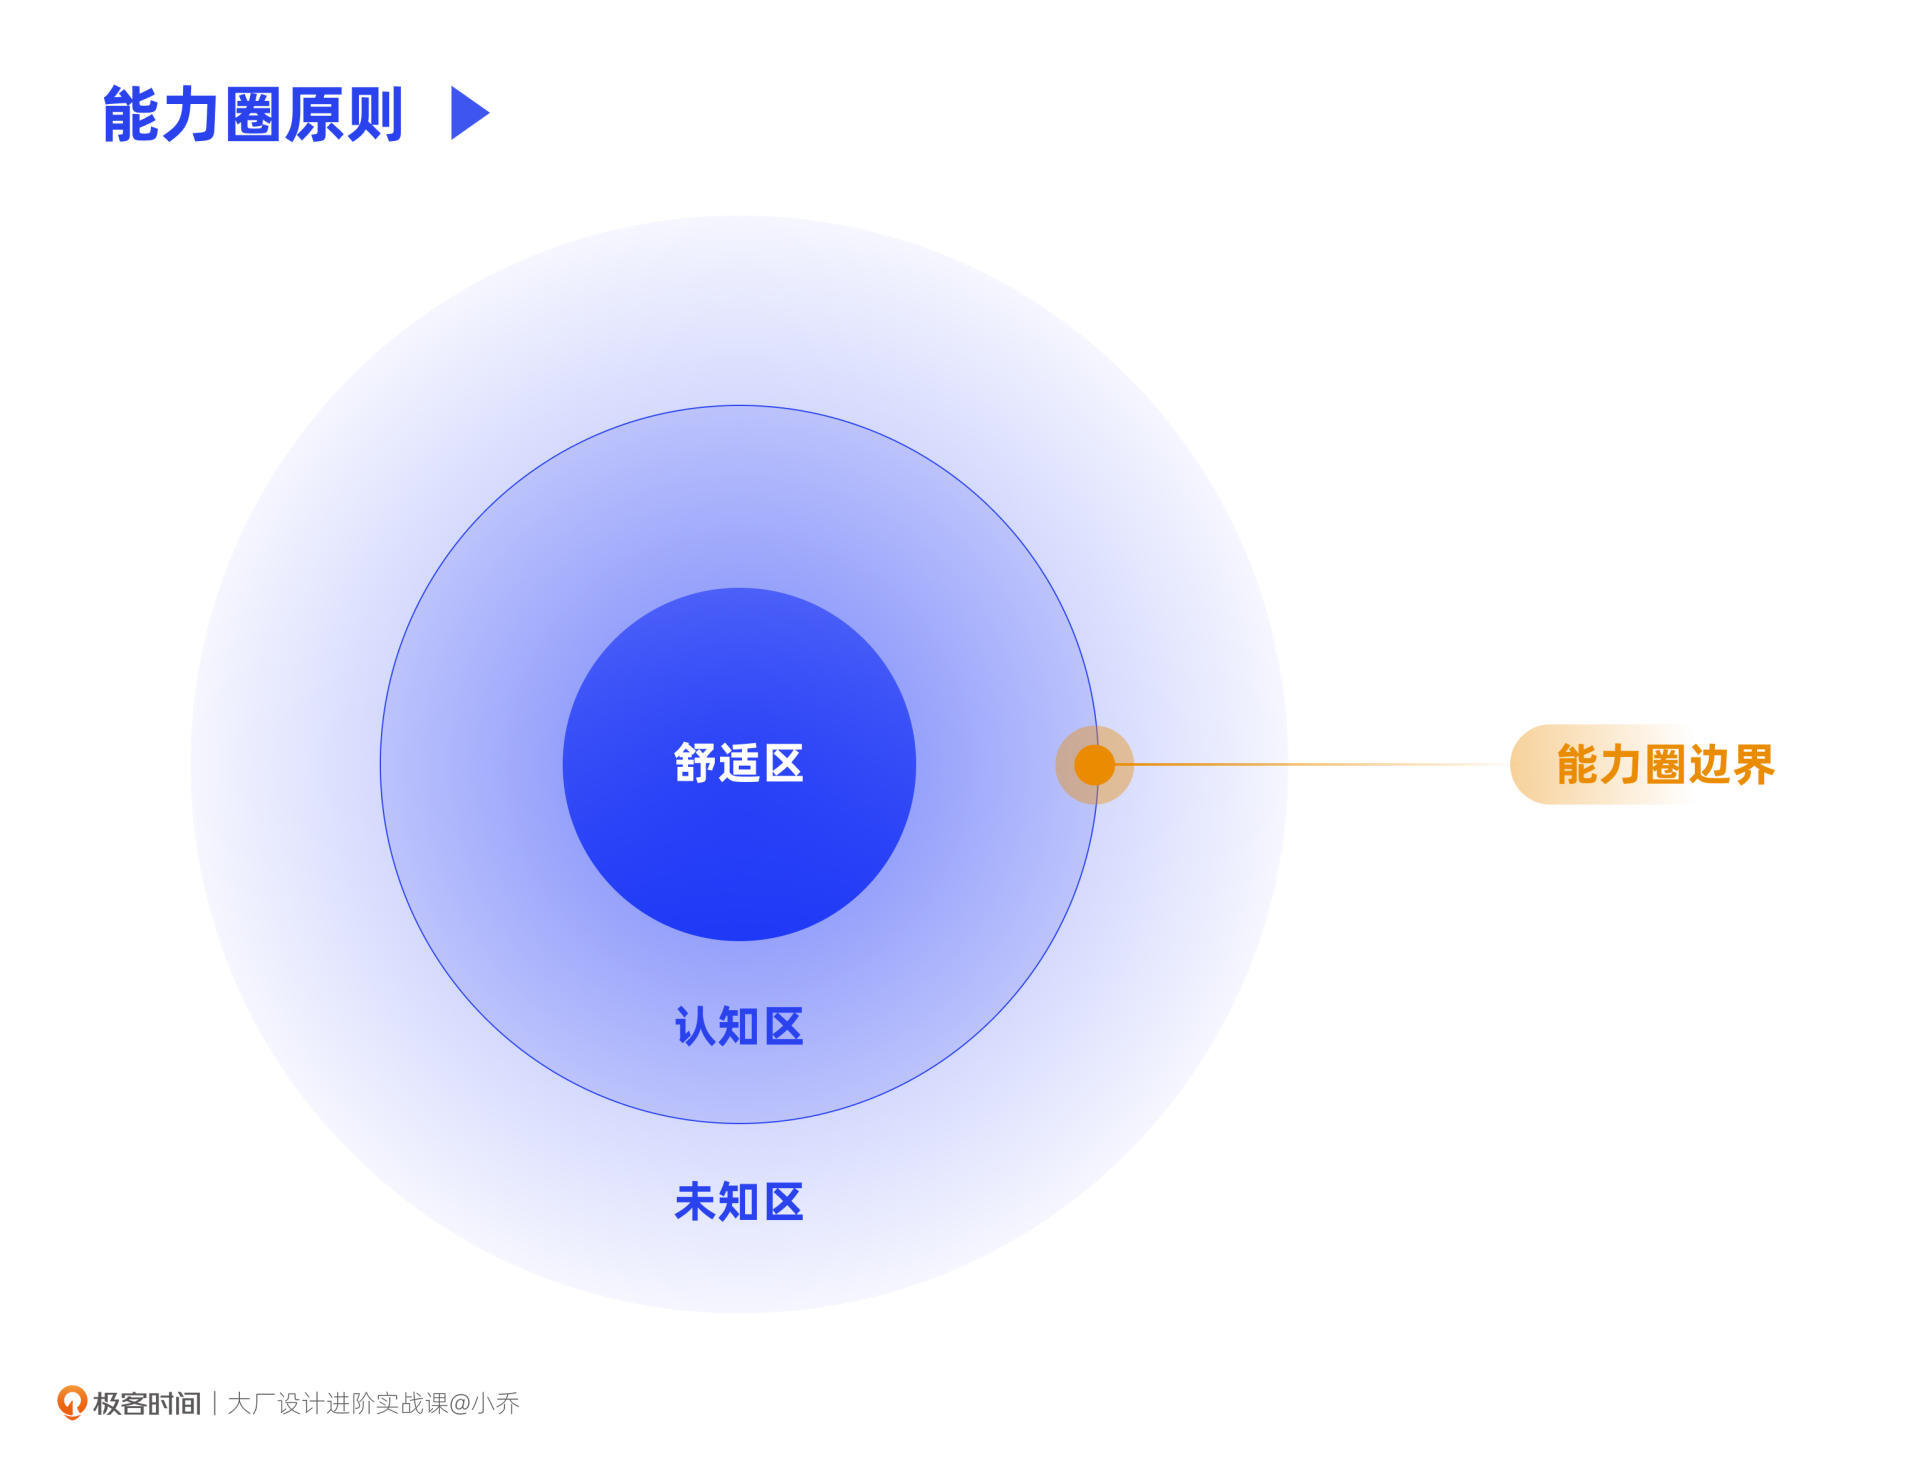 能力圈原则
舒适区
能力圈边界
认知区
未知区
极客时间 | 大厂设计进阶实战课@小乔